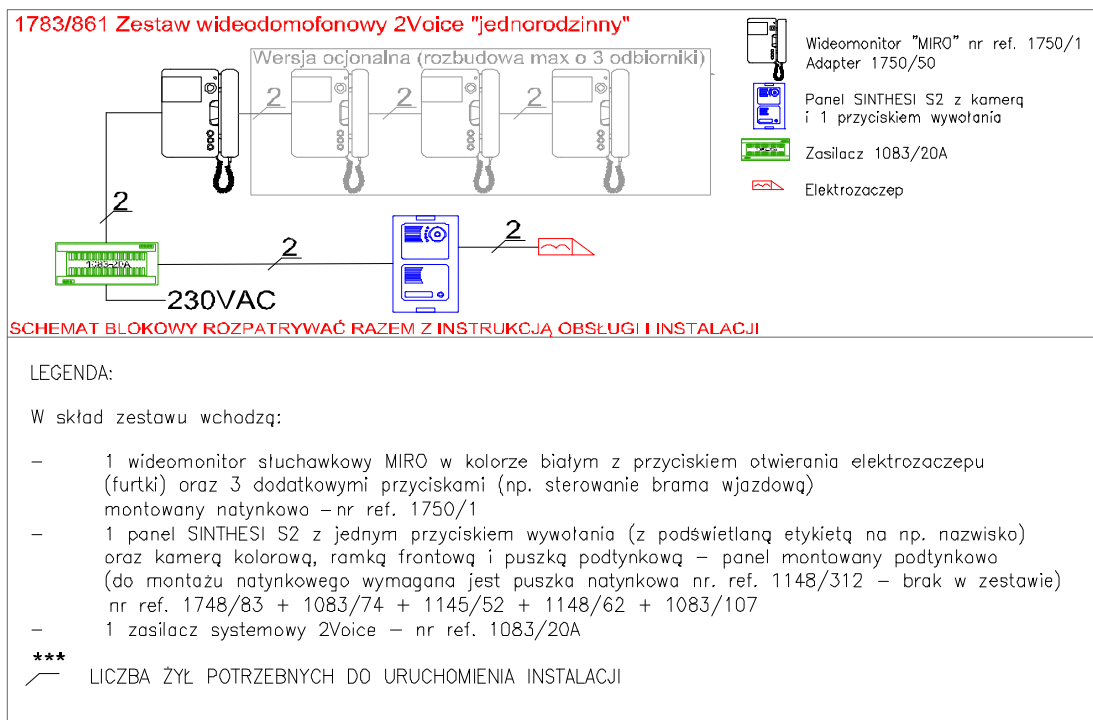 1783/861 Zestaw wideodomofonowy 2Voice "jednorodzinny"
Wersja ocjonalna (rozbudowa max o 3 odbiorniki)
2
2
2
2
2
2
1083-20A
230VAC
Wideomonitor "MIRO" nr ref. 1750/1
Adapter 1750/50
Panel SINTHESI S2 z kamerą
i 1 przyciskiem wywołania
Zasilacz 1083/20A
Elektrozaczep
SCHEMAT BLOKOWY ROZPATRYWAĆ RAZEM Z INSTRUKCJĄ OBSŁUGI I INSTALACJI
LEGENDA:
W skład zestawu wchodzą:
– 1 wideomonitor słuchawkowy MIRO w kolorze białym z przyciskiem otwierania elektrozaczepu
(furtki) oraz 3 dodatkowymi przyciskami (np. sterowanie brama wjazdową)
montowany natynkowo – nr ref. 1750/1
– 1 panel SINTHESI S2 z jednym przyciskiem wywołania (z podświetlaną etykietą na np. nazwisko)
oraz kamerą kolorową, ramką frontową i puszką podtynkową – panel montowany podtynkowo
(do montażu natynkowego wymagana jest puszka natynkowa nr. ref. 1148/312 – brak w zestawie)
nr ref. 1748/83 + 1083/74 + 1145/52 + 1148/62 + 1083/107
– 1 zasilacz systemowy 2Voice – nr ref. 1083/20A
***
LICZBA ŻYŁ POTRZEBNYCH DO URUCHOMIENIA INSTALACJI